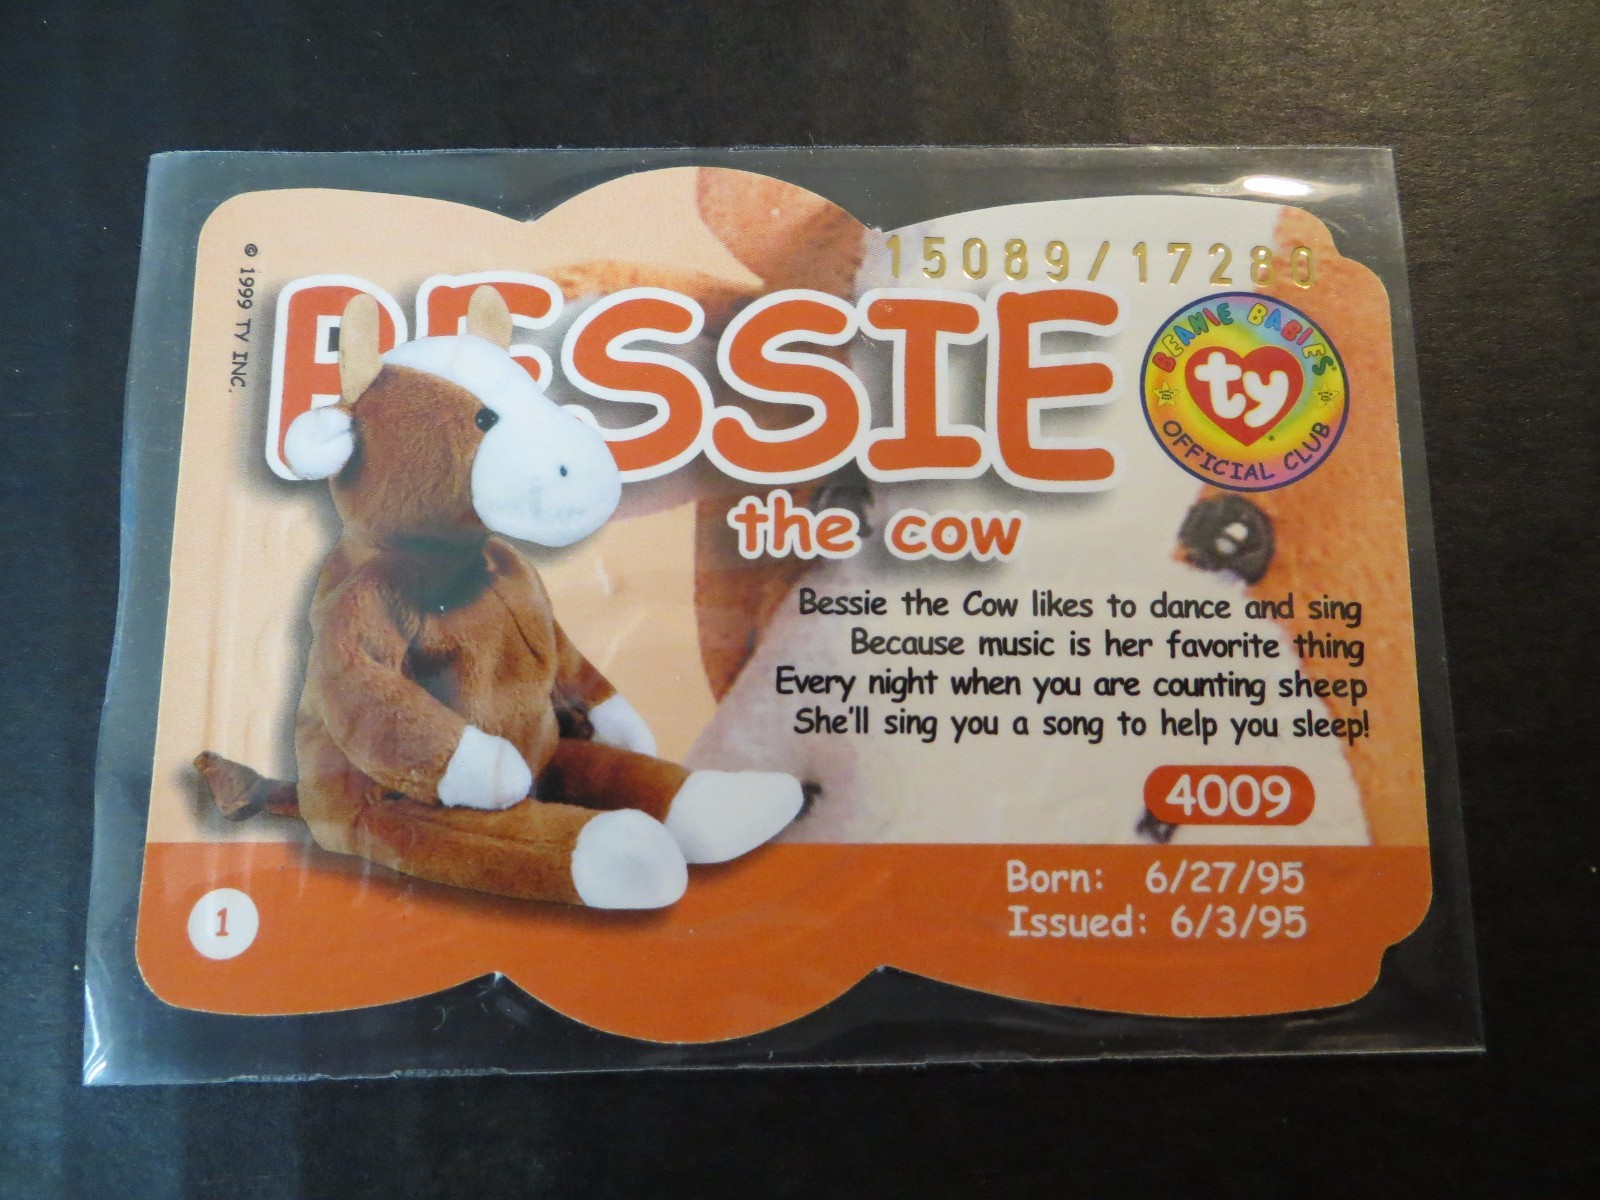 15089/17280
© 1999 TY INC.
BESSIE
the cow
BEANIE BABIES®
ty
OFFICIAL CLUB
Bessie the Cow likes to dance and sing
Because music is her favorite thing
Every night when you are counting sheep
She'll sing you a song to help you sleep!
4009
Born: 6/27/95
Issued: 6/3/95
1